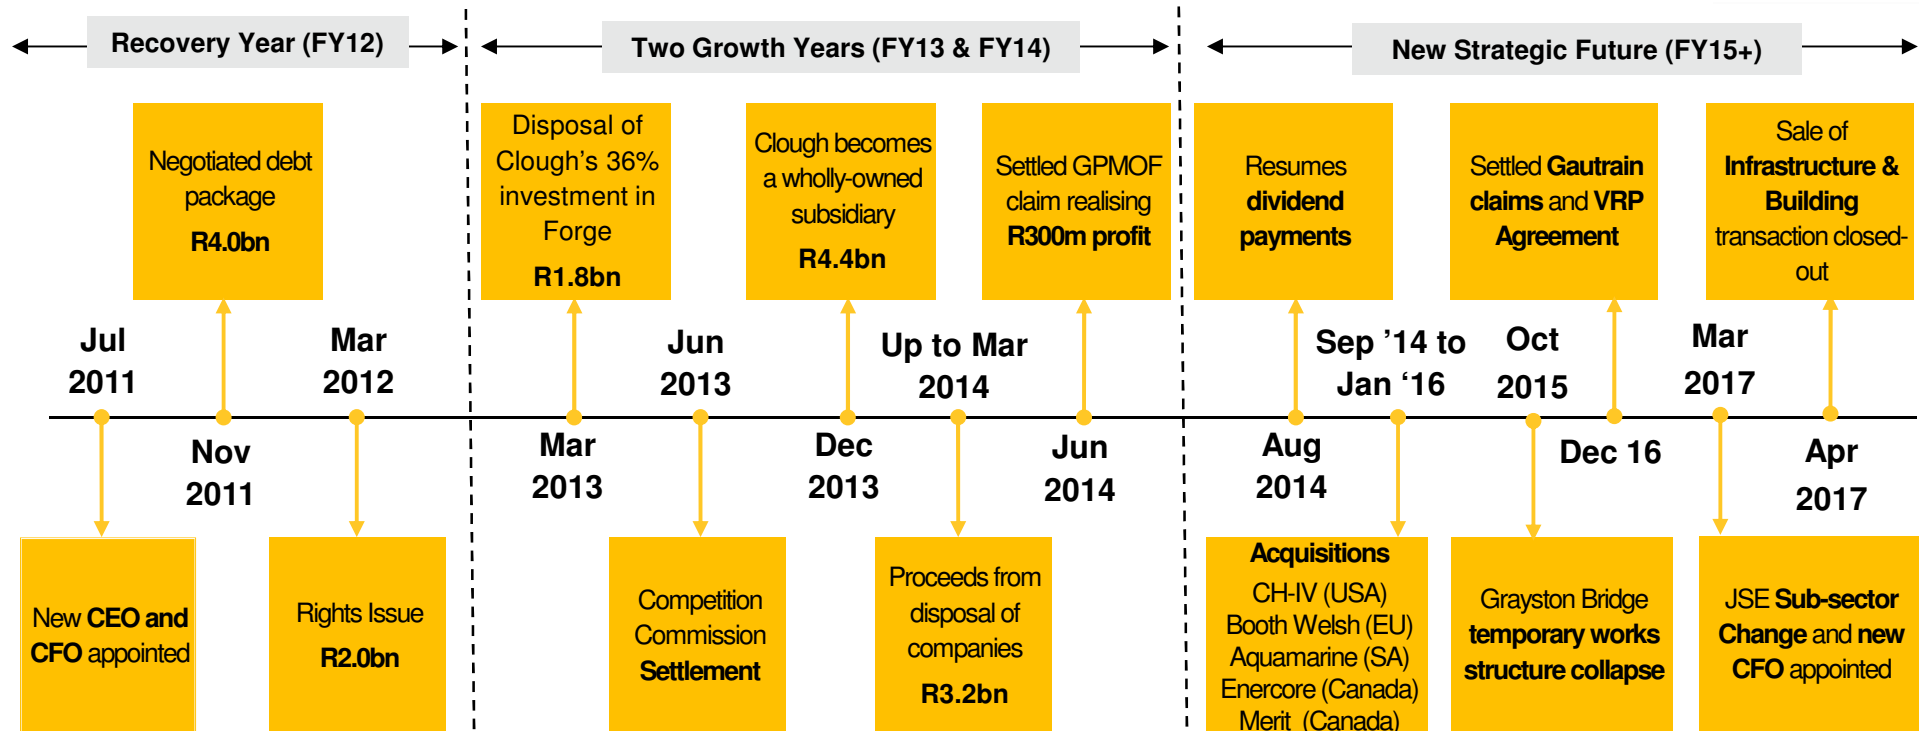 Recovery Year (FY12)
Two Growth Years (FY13 & FY14)
New Strategic Future (FY15+)
Negotiated debt
package
R4.0bn
Disposal of
Clough's 36%
investment in
Forge
R1.8bn
Clough becomes
a wholly-owned
subsidiary
R4.4bn
Settled GPMOF
claim realising
R300m profit
Resumes
dividend
payments
Settled Gautrain
claims and VRP
Agreement
Sale of
Infrastructure &
Building
transaction closed-
out
Jul
2011
Mar
2012
Jun
2013
Up to Mar
2014
Sep ’14 to
Jan ‘16
Oct
2015
Mar
2017
Nov
2011
Mar
2013
Dec
2013
Jun
2014
Aug
2014
Dec 16
Apr
2017
New CEO and
CFO appointed
Rights Issue
R2.0bn
Competition
Commission
Settlement
Proceeds from
disposal of
companies
R3.2bn
Acquisitions
CH-IV (USA)
Booth Welsh (EU)
Aquamarine (SA)
Enercore (Canada)
Merit (Canada)
Grayston Bridge
temporary works
structure collapse
JSE Sub-sector
Change and new
CFO appointed